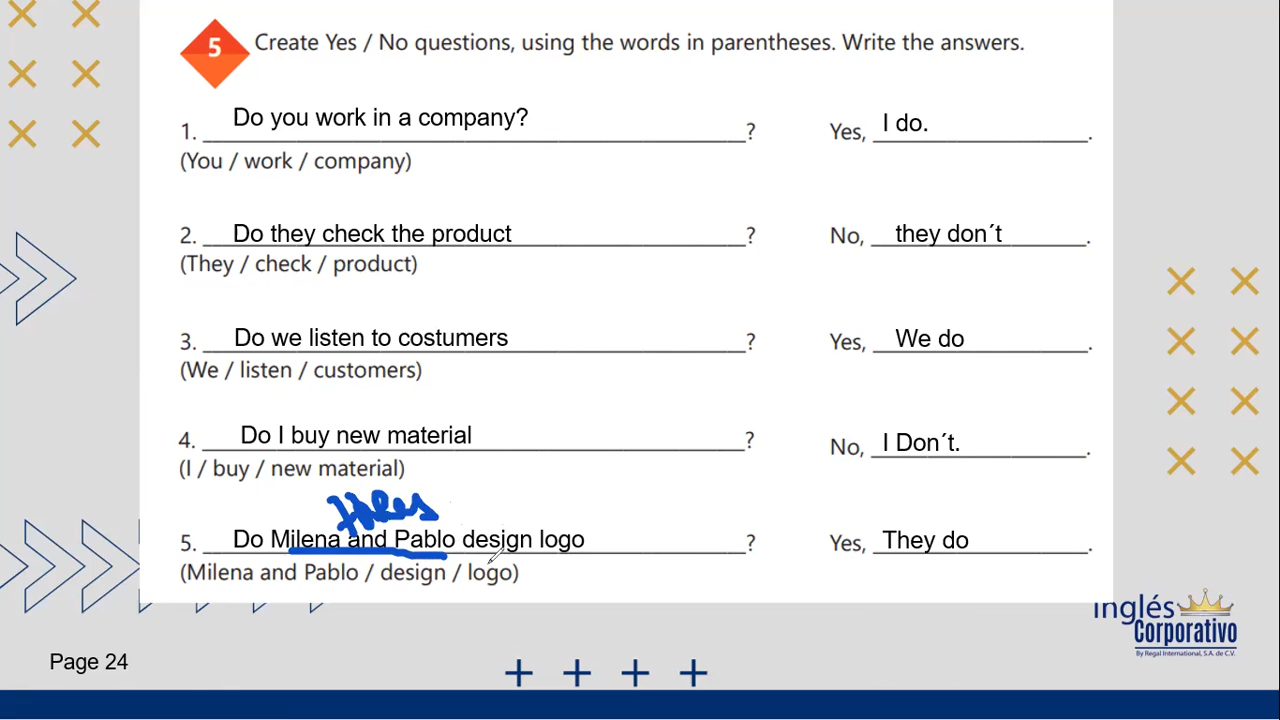 5 Create Yes / No questions, using the words in parentheses. Write the answers.
Do you work in a company?
1. ? Yes, I do.
(You / work / company)
2. Do they check the product ? No, they don´t .
(They / check / product)
3. Do we listen to costumers ? Yes, We do .
(We / listen / customers)
4. Do I buy new material ? No, I Don´t. .
(I / buy / new material)
5. Do Milena and Pablo design logo ? Yes, They do .
(Milena and Pablo / design / logo)
Inglés
Corporativo
By Regal International, S.A. de C.V.
Page 24